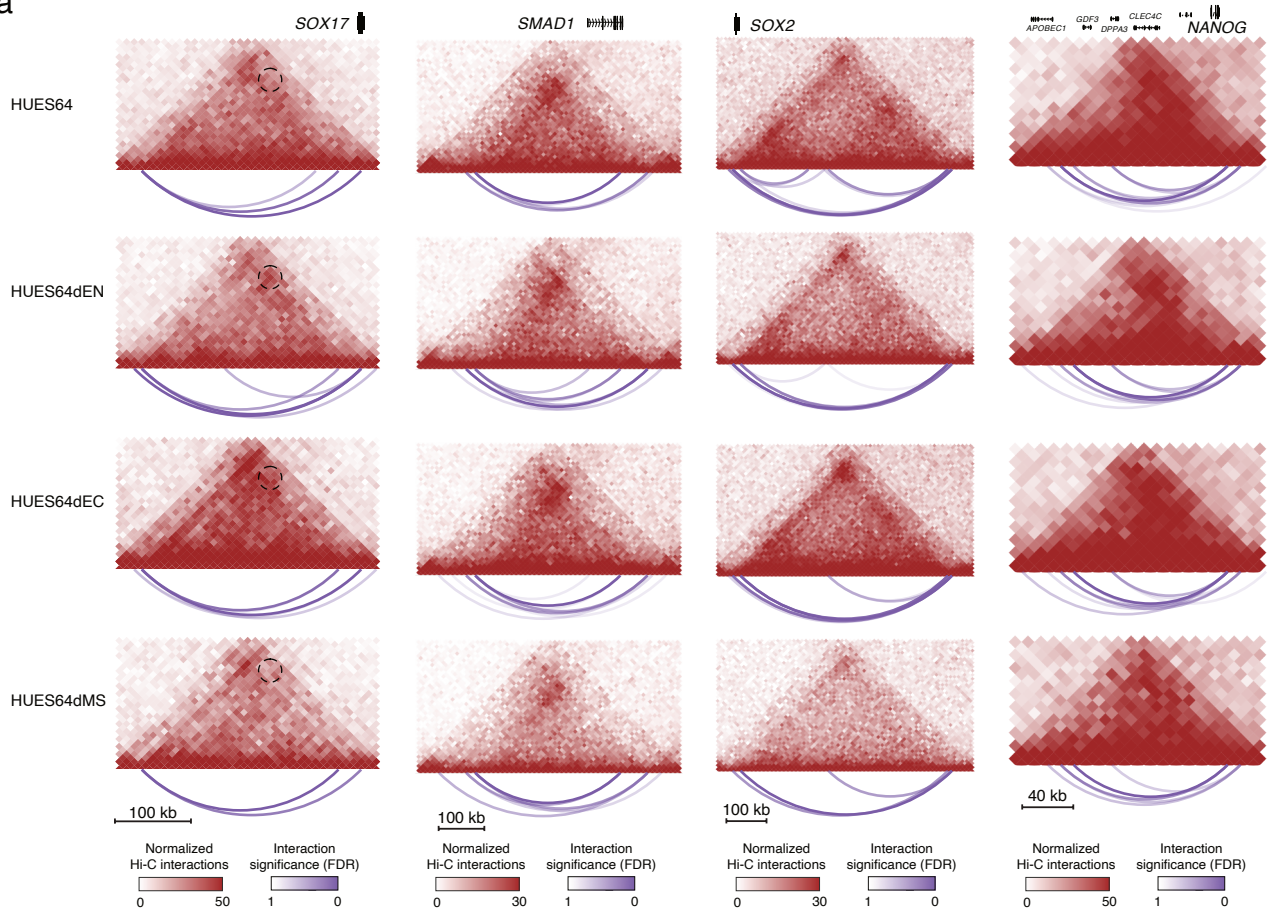 a
SOX17
SMAD1
SOX2
APOBEC1
GDF3
DPPA3
CLEC4C
NANOG
HUES64
HUES64dEN
HUES64dEC
HUES64dMS
100 kb
100 kb
100 kb
40 kb
Normalized
Hi-C interactions
0 50
Interaction
significance (FDR)
1 0
Normalized
Hi-C interactions
0 30
Interaction
significance (FDR)
1 0
Normalized
Hi-C interactions
0 30
Interaction
significance (FDR)
1 0
Normalized
Hi-C interactions
0 50
Interaction
significance (FDR)
1 0